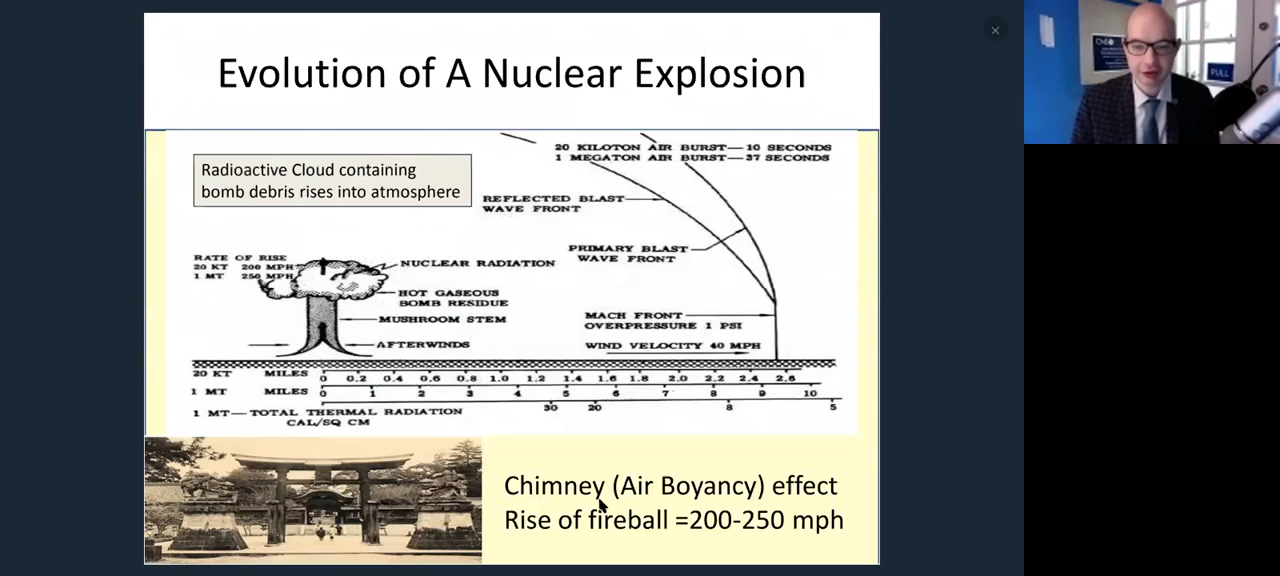 Evolution of A Nuclear Explosion
Radioactive Cloud containing
bomb debris rises into atmosphere
20 KILOTON AIR BURST—10 SECONDS
1 MEGATON AIR BURST—37 SECONDS
REFLECTED BLAST
WAVE FRONT
PRIMARY BLAST
WAVE FRONT
RATE OF RISE
20 KT 200 MPH
1 MT 250 MPH
NUCLEAR RADIATION
HOT GASEOUS
BOMB RESIDUE
MUSHROOM STEM
AFTERWINDS
MACH FRONT
OVERPRESSURE 1 PSI
WIND VELOCITY 40 MPH
20 KT MILES 0 0.2 0.4 0.6 0.8 1.0 1.2 1.4 1.6 1.8 2.0 2.2 2.4 2.6
1 MT MILES 0 1 2 3 4 5 6 7 8 9 10
1 MT—TOTAL THERMAL RADIATION 30 20 8 5
CAL/SQ CM
Chimney (Air Boyancy) effect
Rise of fireball =200-250 mph
PULL